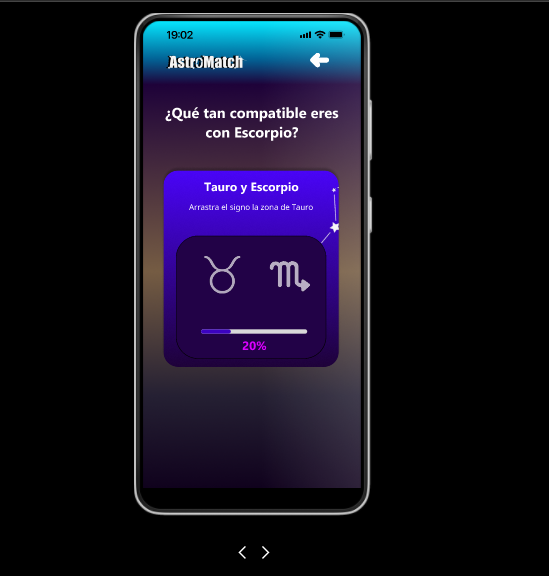 19:02
AstroMatch
¿Qué tan compatible eres
con Escorpio?
Tauro y Escorpio
Arrastra el signo la zona de Tauro
20%